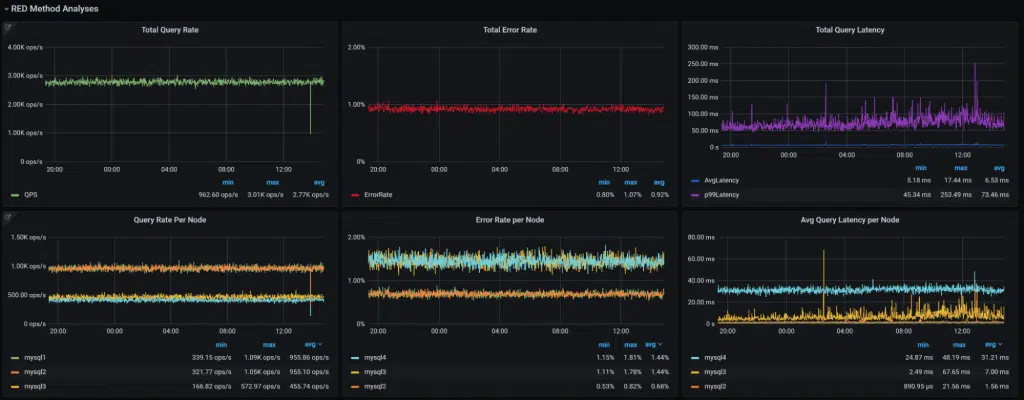 RED Method Analyses
Total Query Rate
4.00K ops/s
3.00K ops/s
2.00K ops/s
1.00K ops/s
0 ops/s
20:00 00:00 04:00 08:00 12:00
min max avg
QPS 962.60 ops/s 3.01K ops/s 2.77K ops/s
Total Error Rate
2.00%
1.00%
0%
20:00 00:00 04:00 08:00 12:00
min max avg
ErrorRate 0.80% 1.07% 0.92%
Total Query Latency
300.00 ms
250.00 ms
200.00 ms
150.00 ms
100.00 ms
50.00 ms
0 s
20:00 00:00 04:00 08:00 12:00
min max avg
AvgLatency 5.18 ms 17.44 ms 6.53 ms
p99Latency 45.34 ms 253.49 ms 73.46 ms
Query Rate Per Node
1.50K ops/s
1.00K ops/s
500.00 ops/s
0 ops/s
20:00 00:00 04:00 08:00 12:00
min max avg
mysql1 339.15 ops/s 1.09K ops/s 955.86 ops/s
mysql2 321.77 ops/s 1.05K ops/s 955.10 ops/s
mysql3 166.82 ops/s 572.97 ops/s 455.74 ops/s
Error Rate per Node
2.00%
1.00%
0%
20:00 00:00 04:00 08:00 12:00
min max avg
mysql4 1.15% 1.81% 1.44%
mysql3 1.11% 1.78% 1.44%
mysql2 0.53% 0.82% 0.68%
Avg Query Latency per Node
80.00 ms
60.00 ms
40.00 ms
20.00 ms
0 s
20:00 00:00 04:00 08:00 12:00
min max avg
mysql4 24.87 ms 48.19 ms 31.21 ms
mysql3 2.49 ms 67.65 ms 7.00 ms
mysql2 890.95 µs 21.56 ms 1.56 ms